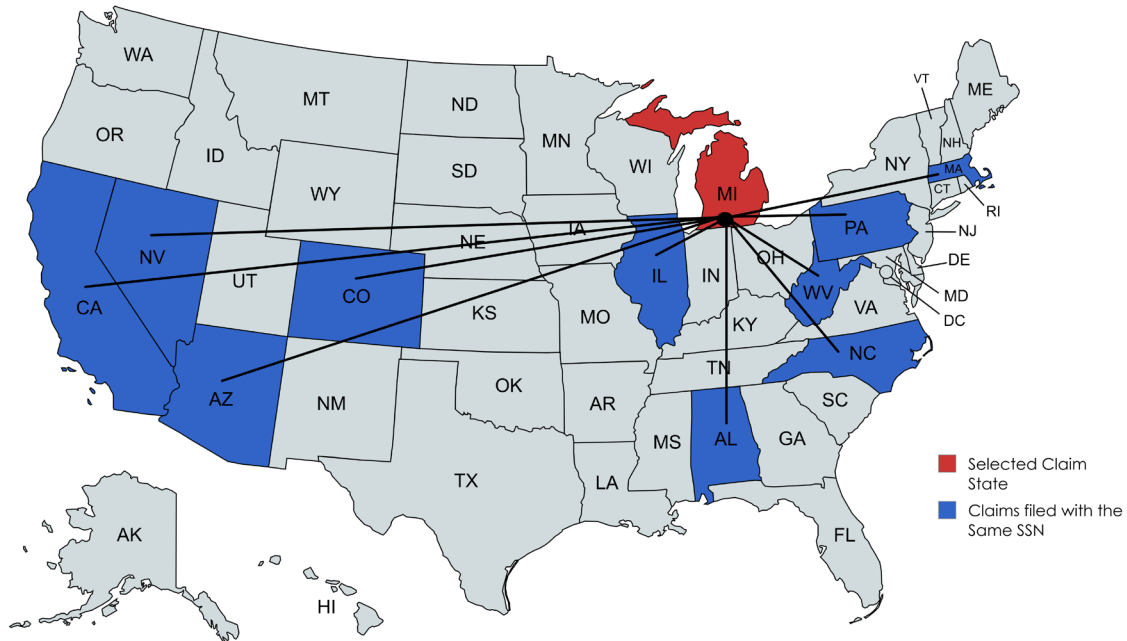 WA
MT
ND
MN
VT
ME
OR
ID
SD
WI
NY
NH
MA
WY
MI
CT
RI
NV
NE
IA
PA
NJ
UT
CO
IL
IN
OH
DE
CA
KS
MO
WV
VA
MD
DC
KY
NC
AZ
NM
OK
AR
TN
SC
MS
AL
GA
TX
LA
FL
AK
HI
Selected Claim
State
Claims filed with the
Same SSN